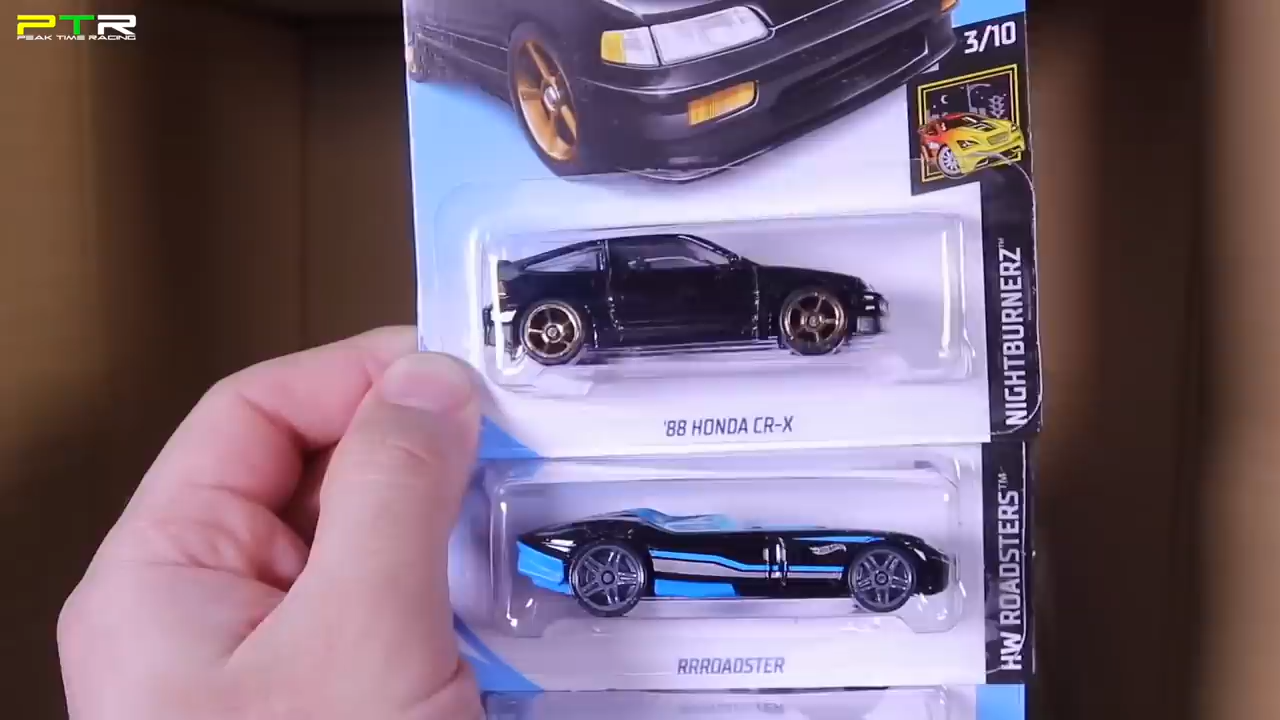 PTR
PEAK TIME RACING
3/10
NIGHTBURNERZ™
'88 HONDA CR-X
HW ROADSTERS™
RRROADSTER